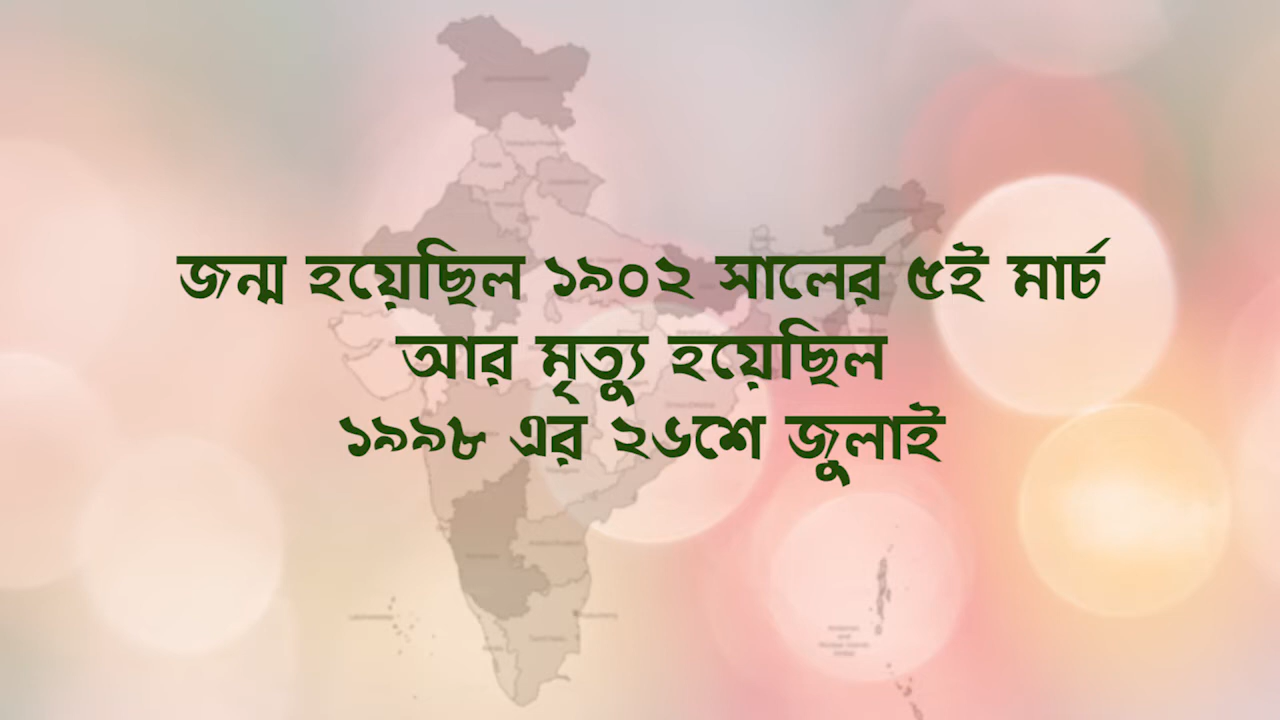 জন্ম হয়েছিল ১৯০২ সালের ৫ই মার্চ
আর মৃত্যু হয়েছিল
১৯৯৮ এর ২৬শে জুলাই